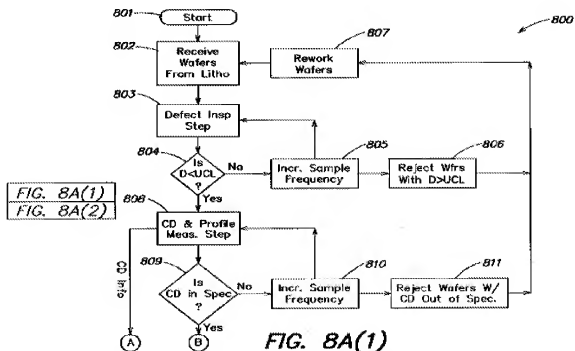 801
Start
800
802
Receive
Wafers
From Litho
807
Rework
Wafers
803
Defect Insp
Step
804
Is
D<UCL
?
No
Yes
805
Incr. Sample
Frequency
806
Reject Wfrs
With D>UCL
FIG. 8A(1)
FIG. 8A(2)
808
CD & Profile
Meas. Step
CD Info
809
Is
CD in Spec
?
No
Yes
810
Incr. Sample
Frequency
811
Reject Wafers W/
CD Out of Spec.
A
B
FIG. 8A(1)